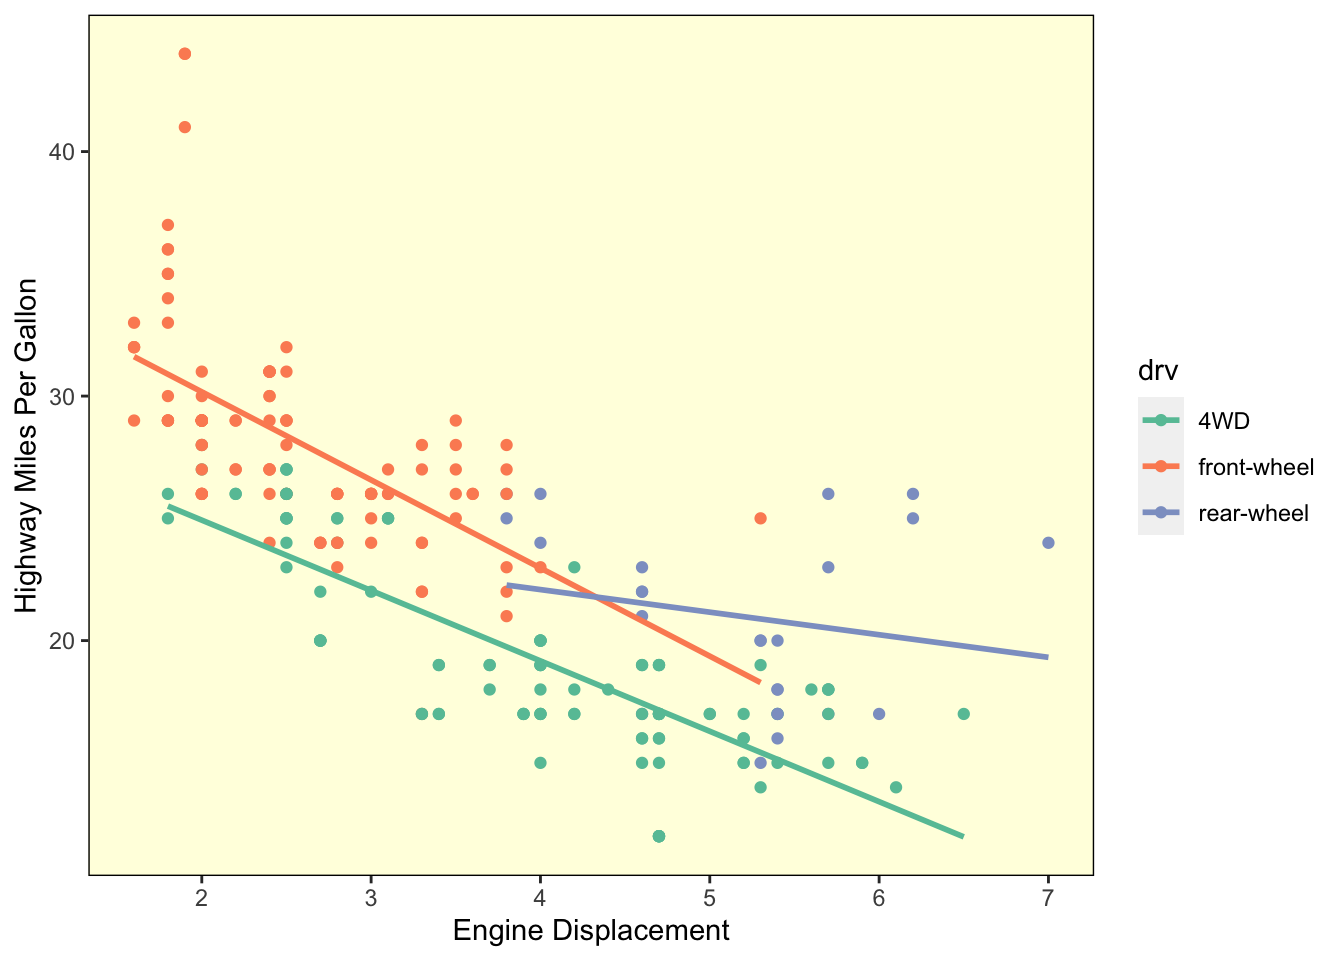 40
30
20
Highway Miles Per Gallon
2 3 4 5 6 7
Engine Displacement
drv
4WD
front-wheel
rear-wheel